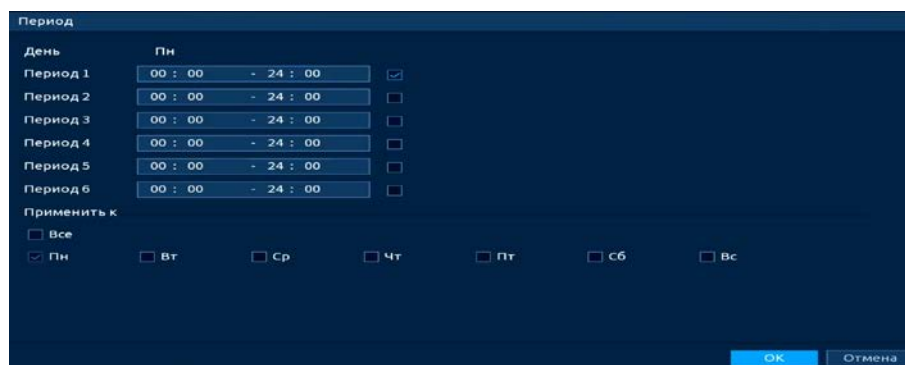 Период
День Пн
Период 1 00 : 00 - 24 : 00
Период 2 00 : 00 - 24 : 00
Период 3 00 : 00 - 24 : 00
Период 4 00 : 00 - 24 : 00
Период 5 00 : 00 - 24 : 00
Период 6 00 : 00 - 24 : 00
Применить к
Все
Пн Вт Ср Чт Пт Сб Вс
OK Отмена